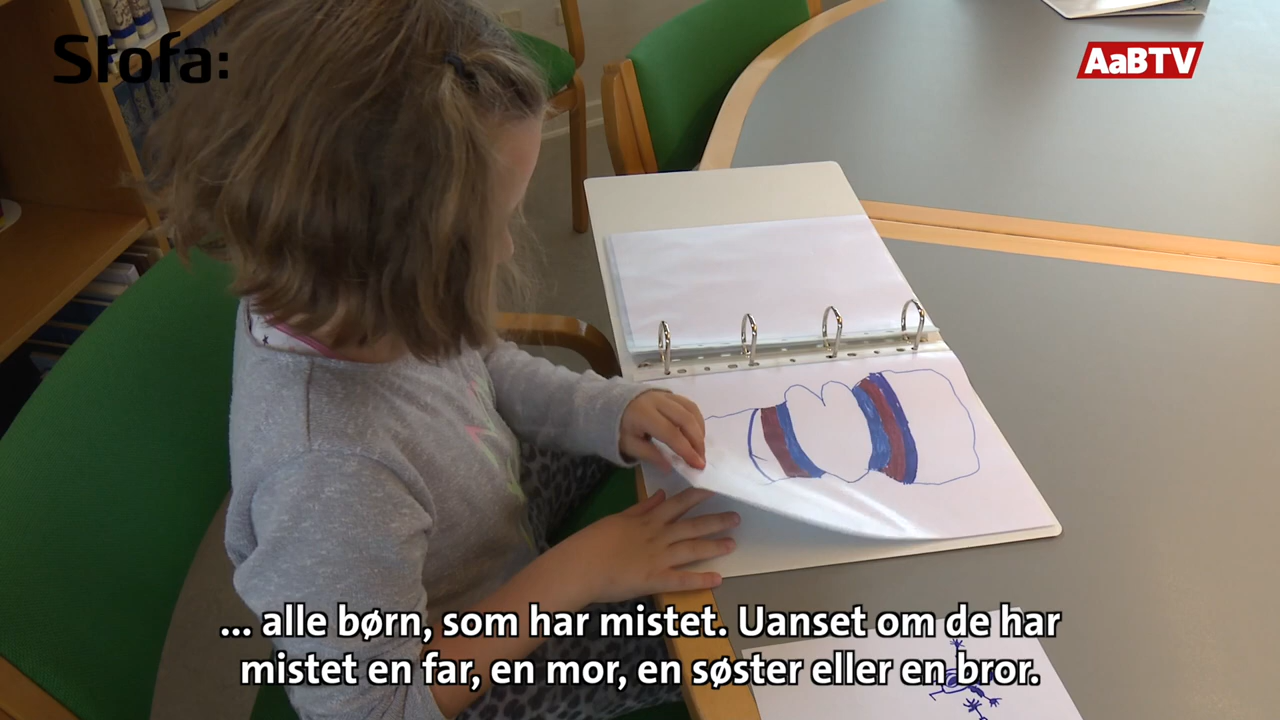 Stofa:
AaBTV
... alle børn, som har mistet. Uanset om de har
mistet en far, en mor, en søster eller en bror.